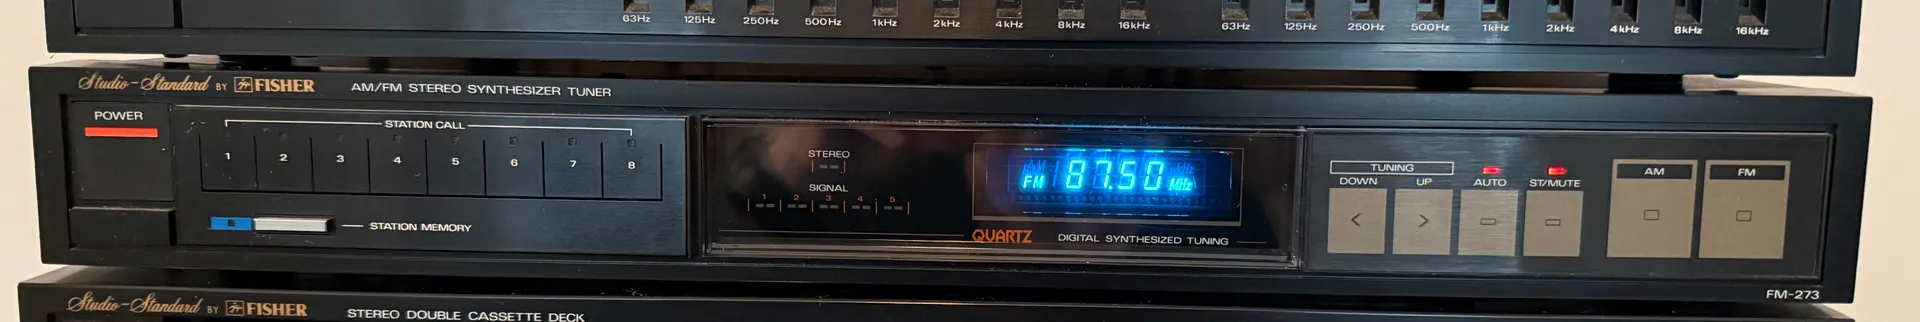 63Hz 125Hz 250Hz 500Hz 1kHz 2kHz 4kHz 8kHz 16kHz 63Hz 125Hz 250Hz 500Hz 1kHz 2kHz 4kHz 8kHz 16kHz
Studio-Standard BY FISHER AM/FM STEREO SYNTHESIZER TUNER
POWER
STATION CALL
1 2 3 4 5 6 7 8
STATION MEMORY
STEREO
SIGNAL
1 2 3 4 5
AM kHz
FM 87.50 MHz
QUARTZ DIGITAL SYNTHESIZED TUNING
TUNING
DOWN UP AUTO ST/MUTE
AM FM
FM-273
Studio-Standard BY FISHER STEREO DOUBLE CASSETTE DECK